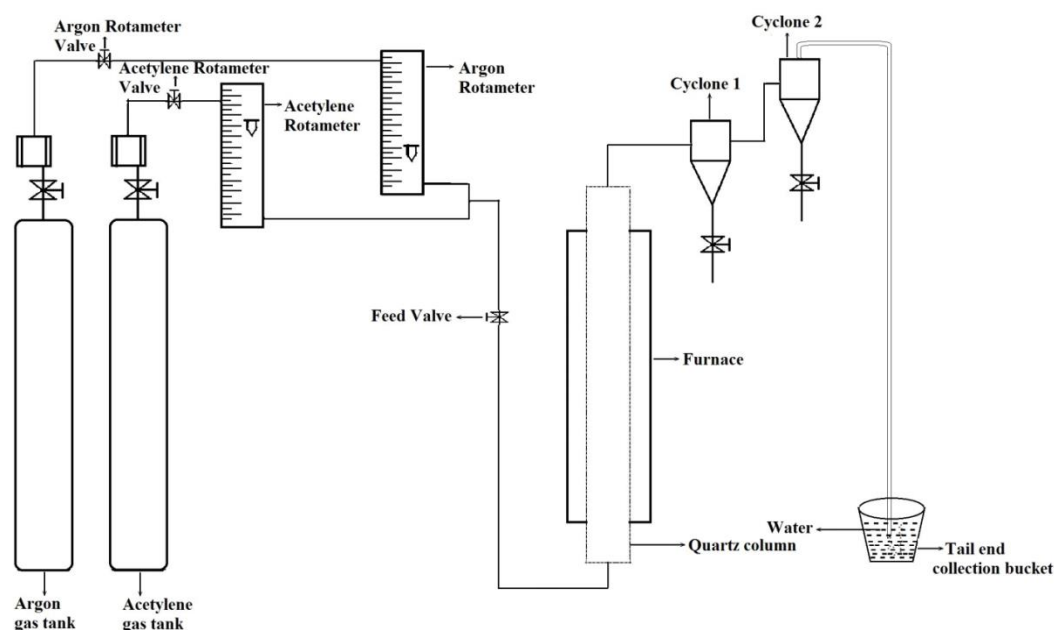 Argon Rotameter
Valve
Acetylene Rotameter
Valve
Argon
Rotameter
Acetylene
Rotameter
Cyclone 2
Cyclone 1
Feed Valve
Furnace
Water
Quartz column
Tail end
collection bucket
Argon
gas tank
Acetylene
gas tank